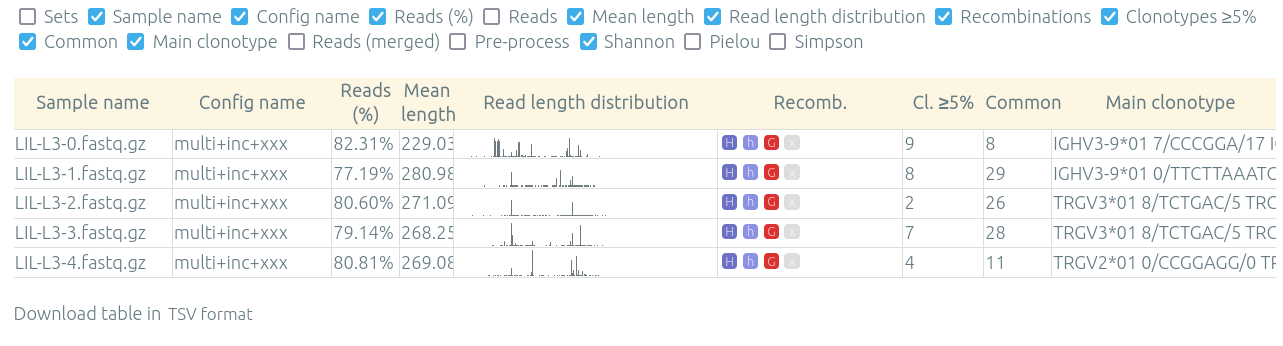 Sets Sample name Config name Reads (%) Reads Mean length Read length distribution Recombinations Clonotypes ≥5%
Common Main clonotype Reads (merged) Pre-process Shannon Pielou Simpson
Sample name Config name Reads (%) Mean length Read length distribution Recomb. Cl. ≥5% Common Main clonotype
LIL-L3-0.fastq.gz multi+inc+xxx 82.31% 229.03 H h G x 9 8 IGHV3-9*01 7/CCCGGA/17
LIL-L3-1.fastq.gz multi+inc+xxx 77.19% 280.98 H h G x 8 29 IGHV3-9*01 0/TTCTTAAATC
LIL-L3-2.fastq.gz multi+inc+xxx 80.60% 271.09 H h G x 2 26 TRGV3*01 8/TCTGAC/5 TRG
LIL-L3-3.fastq.gz multi+inc+xxx 79.14% 268.25 H h G x 7 28 TRGV3*01 8/TCTGAC/5 TRG
LIL-L3-4.fastq.gz multi+inc+xxx 80.81% 269.08 H h G x 4 11 TRGV2*01 0/CCGGAGG/0
Download table in TSV format